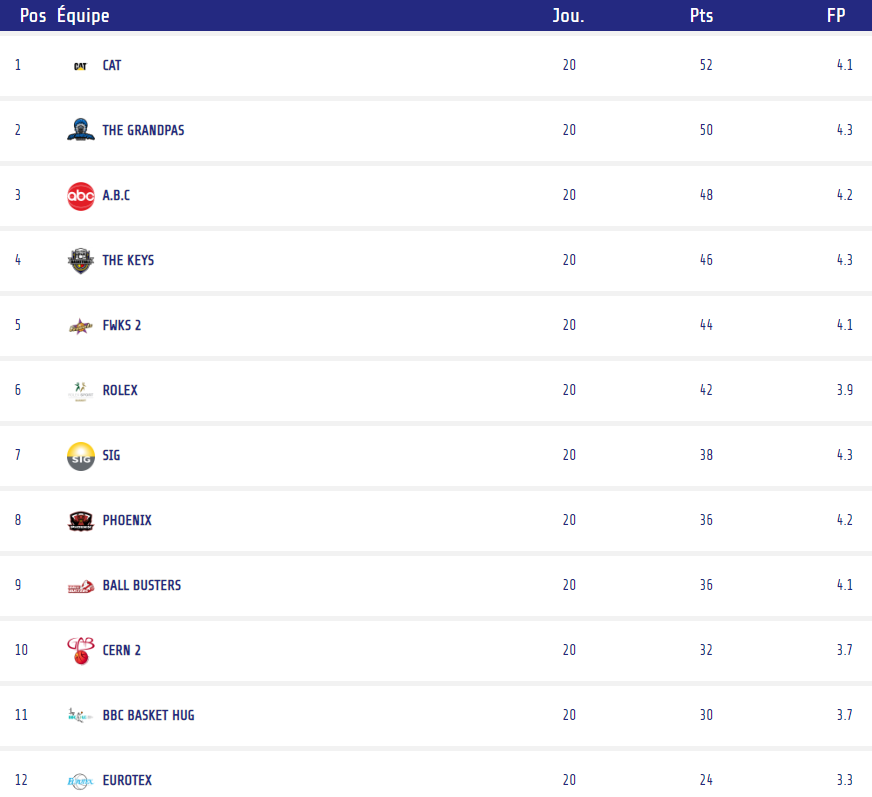 Pos Équipe Jou. Pts FP
1 CAT CAT 20 52 4.1
2 THE GRANDPAS 20 50 4.3
3 abc A.B.C 20 48 4.2
4 THE KEYS 20 46 4.3
5 FWKS 2 20 44 4.1
6 ROLEX 20 42 3.9
7 SIG SIG 20 38 4.3
8 PHOENIX 20 36 4.2
9 BALL BUSTERS 20 36 4.1
10 GAB CERN 2 20 32 3.7
11 BBC BASKET HUG 20 30 3.7
12 EUROTEX 20 24 3.3